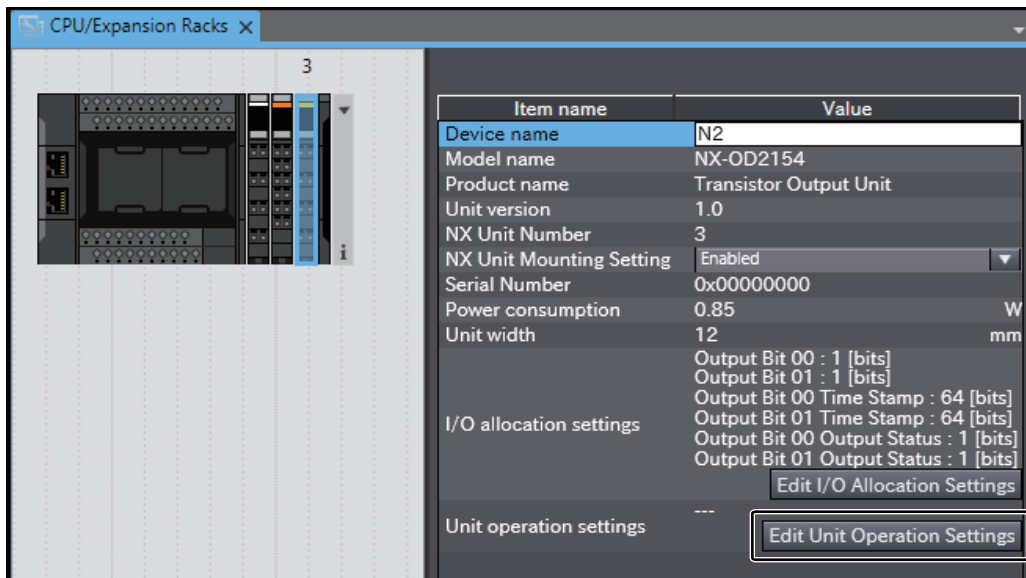 CPU/Expansion Racks
3
Item name Value
Device name N2
Model name NX-OD2154
Product name Transistor Output Unit
Unit version 1.0
NX Unit Number 3
NX Unit Mounting Setting Enabled
Serial Number 0x00000000
Power consumption 0.85 W
Unit width 12 mm
I/O allocation settings
Output Bit 00 : 1 [bits]
Output Bit 01 : 1 [bits]
Output Bit 00 Time Stamp : 64 [bits]
Output Bit 01 Time Stamp : 64 [bits]
Output Bit 00 Output Status : 1 [bits]
Output Bit 01 Output Status : 1 [bits]
Edit I/O Allocation Settings
Unit operation settings ---
Edit Unit Operation Settings
i